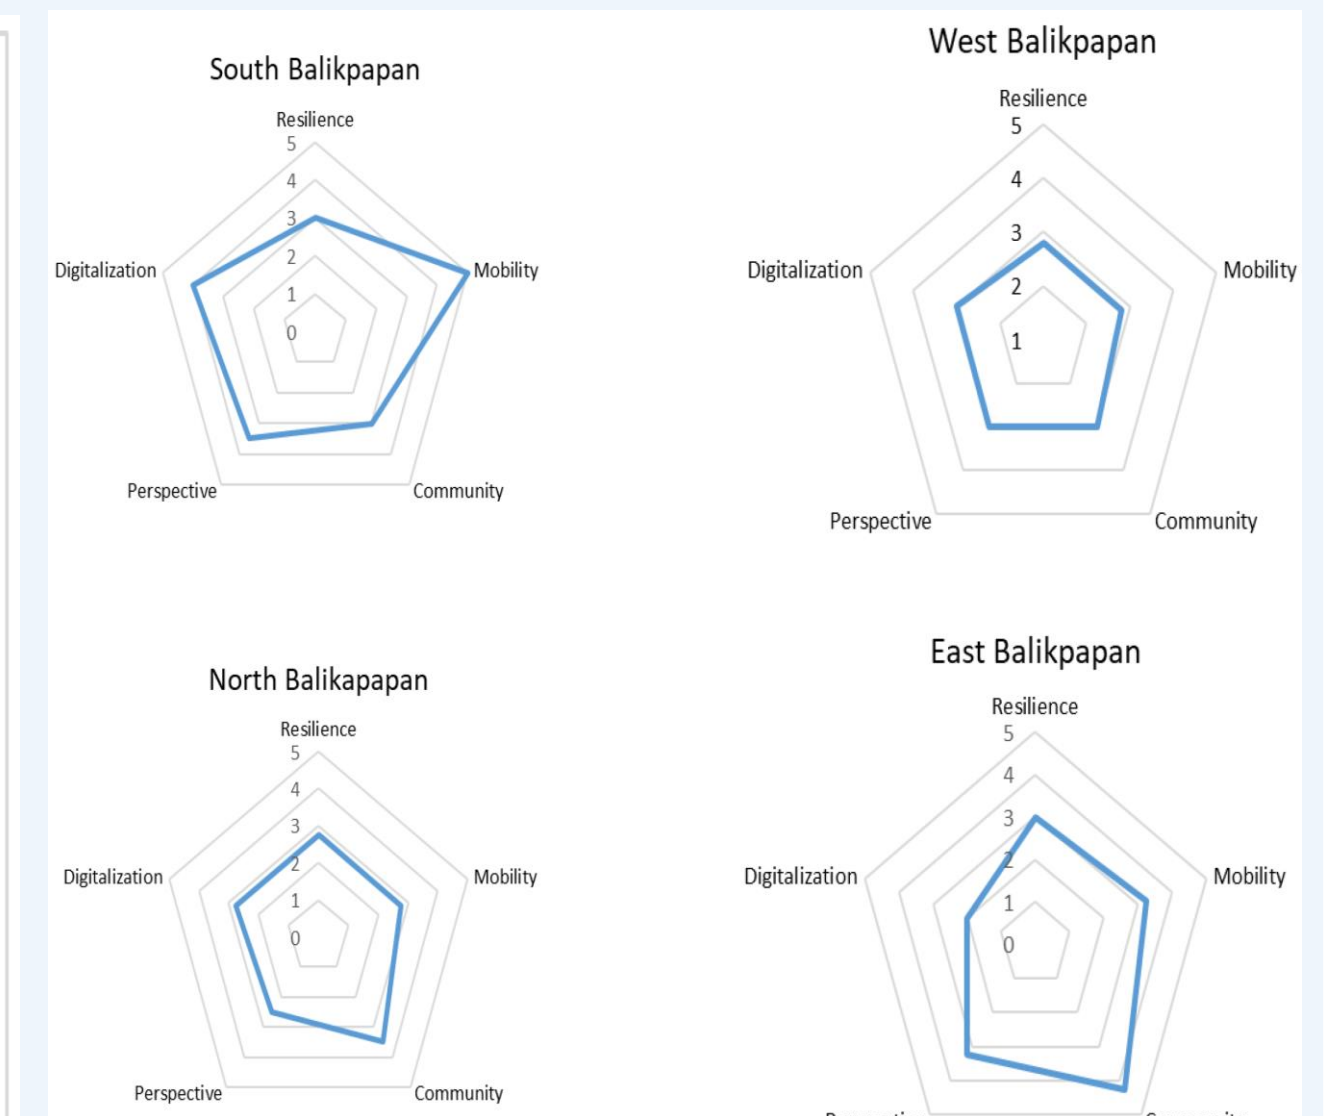 South Balikpapan
Resilience
5
4
3
2
1
0
Digitalization
Mobility
Perspective
Community
West Balikpapan
Resilience
5
4
3
2
1
Digitalization
Mobility
Perspective
Community
North Balikapapan
Resilience
5
4
3
2
1
0
Digitalization
Mobility
Perspective
Community
East Balikpapan
Resilience
5
4
3
2
1
0
Digitalization
Mobility